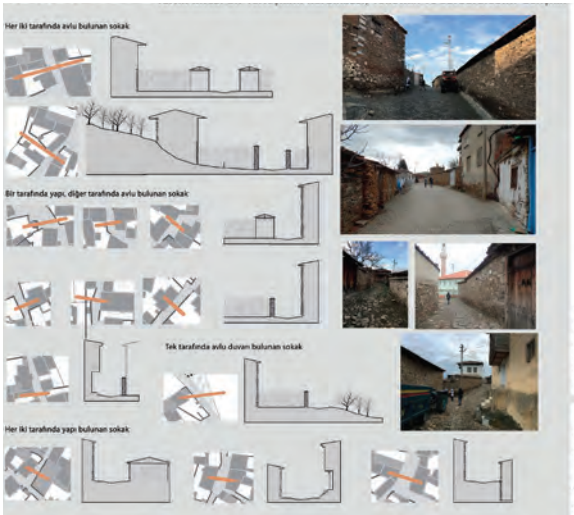 Her iki tarafında avlu bulunan sokak
Bir tarafında yapı, diğer tarafında avlu bulunan sokak
Tek tarafında avlu duvarı bulunan sokak
Her iki tarafında yapı bulunan sokak